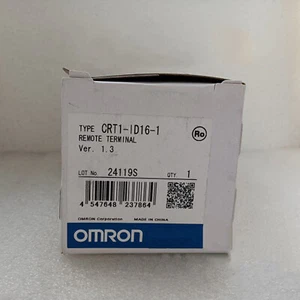 TYPE CRT1-ID16-1
REMOTE TERMINAL
Ver. 1.3
Ro
LOT No 24119S QTY. 1
4 547648 237864
OMRON Corporation MADE IN CHINA
OMRON